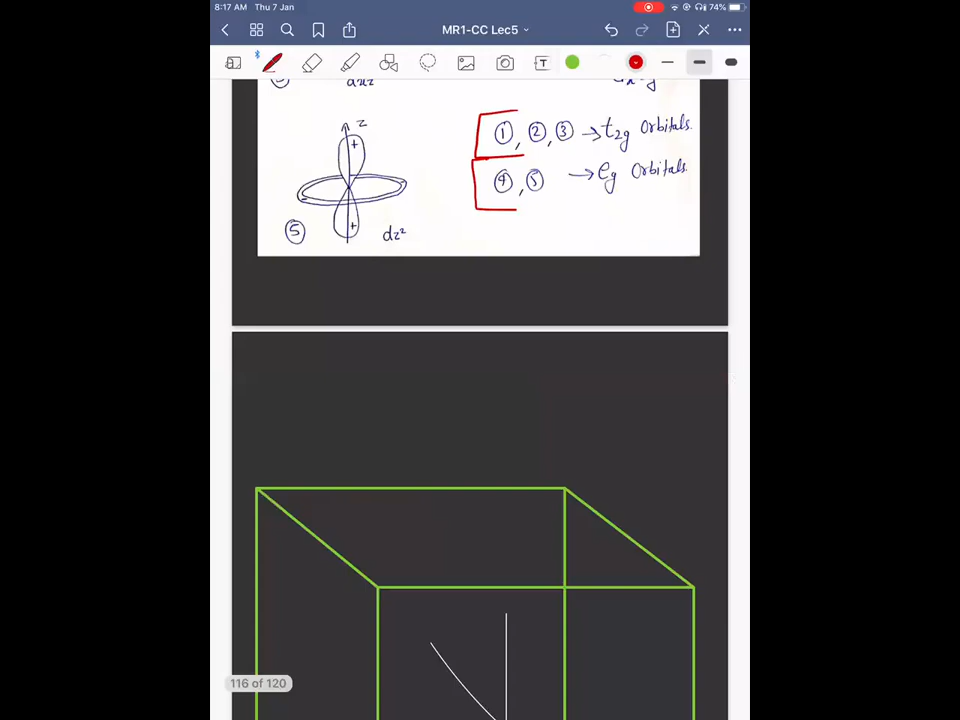 8:17 AM Thu 7 Jan
74%
MR1-CC Lec5
T
z
+
1, 2, 3 → t2g Orbitals.
4, 5 → eg Orbitals.
+
5
dz²
116 of 120